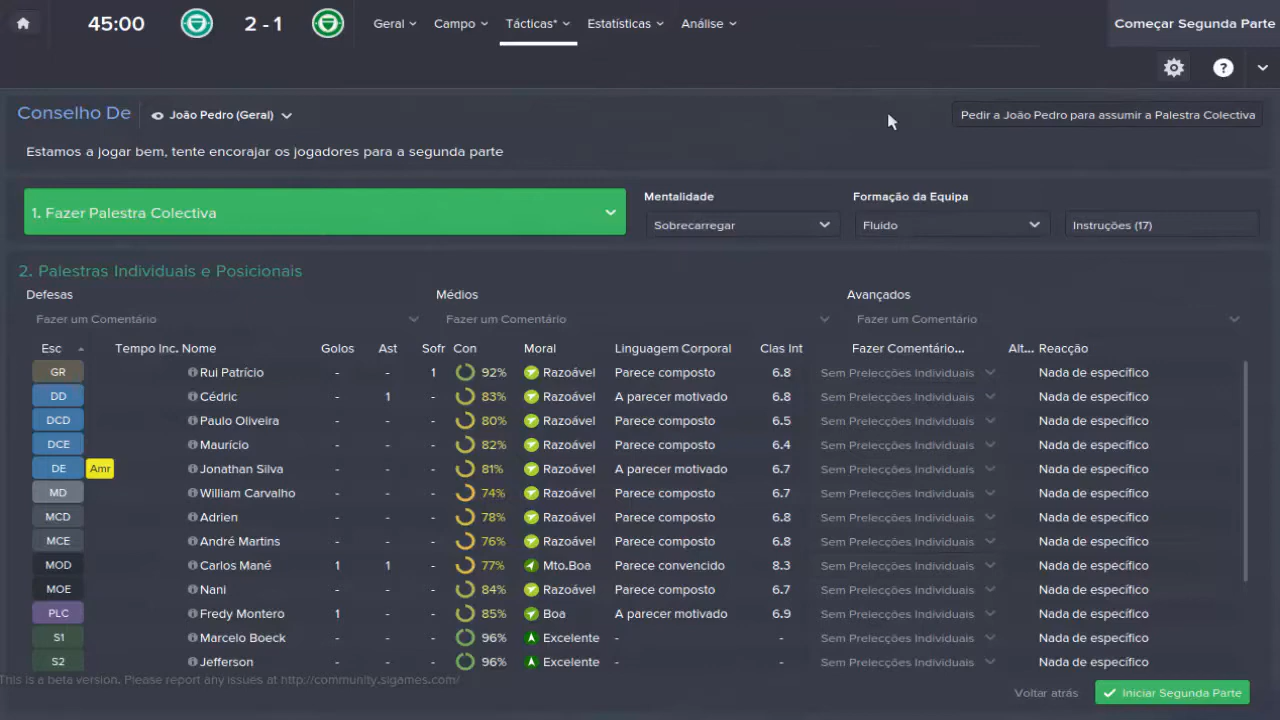 45:00 2 - 1 Geral Campo Tácticas* Estatísticas Análise Começar Segunda Parte
Conselho De João Pedro (Geral) Pedir a João Pedro para assumir a Palestra Colectiva
Estamos a jogar bem, tente encorajar os jogadores para a segunda parte
Mentalidade Formação da Equipa
1. Fazer Palestra Colectiva Sobrecarregar Fluido Instruções (17)
2. Palestras Individuais e Posicionais
Defesas Médios Avançados
Fazer um Comentário Fazer um Comentário Fazer um Comentário
Esc Tempo Inc. Nome Golos Ast Sofr Con Moral Linguagem Corporal Clas Int Fazer Comentário... Alt... Reacção
GR Rui Patrício - - 1 92% Razoável Parece composto 6.8 Sem Prelecções Individuais Nada de específico
DD Cédric - 1 - 83% Razoável A parecer motivado 6.8 Sem Prelecções Individuais Nada de específico
DCD Paulo Oliveira - - - 80% Razoável Parece composto 6.5 Sem Prelecções Individuais Nada de específico
DCE Maurício - - - 82% Razoável Parece composto 6.4 Sem Prelecções Individuais Nada de específico
DE Amr Jonathan Silva - - - 81% Razoável A parecer motivado 6.7 Sem Prelecções Individuais Nada de específico
MD William Carvalho - - - 74% Razoável Parece composto 6.7 Sem Prelecções Individuais Nada de específico
MCD Adrien - - - 78% Razoável Parece composto 6.8 Sem Prelecções Individuais Nada de específico
MCE André Martins - - - 76% Razoável Parece composto 6.8 Sem Prelecções Individuais Nada de específico
MOD Carlos Mané 1 1 - 77% Mto.Boa Parece convencido 8.3 Sem Prelecções Individuais Nada de específico
MOE Nani - - - 84% Razoável Parece composto 6.7 Sem Prelecções Individuais Nada de específico
PLC Fredy Montero 1 - - 85% Boa A parecer motivado 6.9 Sem Prelecções Individuais Nada de específico
S1 Marcelo Boeck - - - 96% Excelente - - Sem Prelecções Individuais Nada de específico
S2 Jefferson - - - 96% Excelente - - Sem Prelecções Individuais Nada de específico
This is a beta version. Please report any issues at http://community.sigames.com/
Voltar atrás Iniciar Segunda Parte